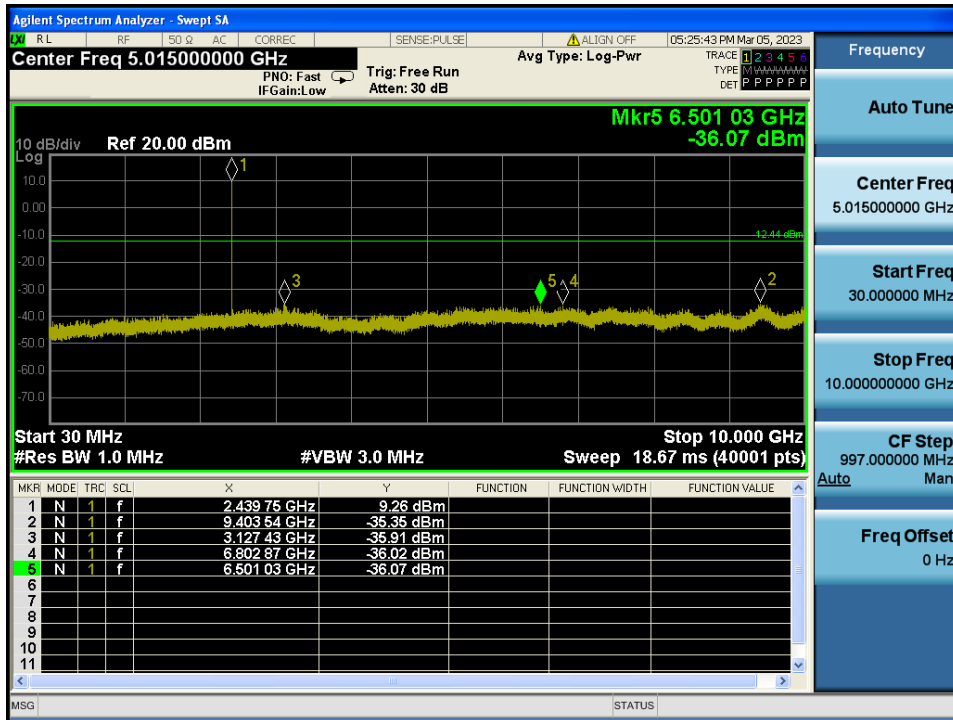 Agilent Spectrum Analyzer - Swept SA
LXI RL RF 50 Ω AC CORREC SENSE:PULSE ALIGN OFF 05:25:43 PM Mar 05, 2023
Center Freq 5.015000000 GHz
PNO: Fast
IFGain:Low
Trig: Free Run
Atten: 30 dB
Avg Type: Log-Pwr
TRACE 1 2 3 4 5 6
TYPE M
DET P P P P P P
Mkr5 6.501 03 GHz
-36.07 dBm
10 dB/div Ref 20.00 dBm
Log
10.0
0.00
-10.0
-20.0
-30.0
-40.0
-50.0
-60.0
-70.0
-12.44 dBm
1
3
5
4
2
Start 30 MHz Stop 10.000 GHz
#Res BW 1.0 MHz #VBW 3.0 MHz Sweep 18.67 ms (40001 pts)
MKR MODE TRC SCL X Y FUNCTION FUNCTION WIDTH FUNCTION VALUE
1 N 1 f 2.439 75 GHz 9.26 dBm
2 N 1 f 9.403 54 GHz -35.35 dBm
3 N 1 f 3.127 43 GHz -35.91 dBm
4 N 1 f 6.802 87 GHz -36.02 dBm
5 N 1 f 6.501 03 GHz -36.07 dBm
6
7
8
9
10
11
MSG STATUS
Frequency
Auto Tune
Center Freq
5.015000000 GHz
Start Freq
30.000000 MHz
Stop Freq
10.000000000 GHz
CF Step
997.000000 MHz
Auto Man
Freq Offset
0 Hz